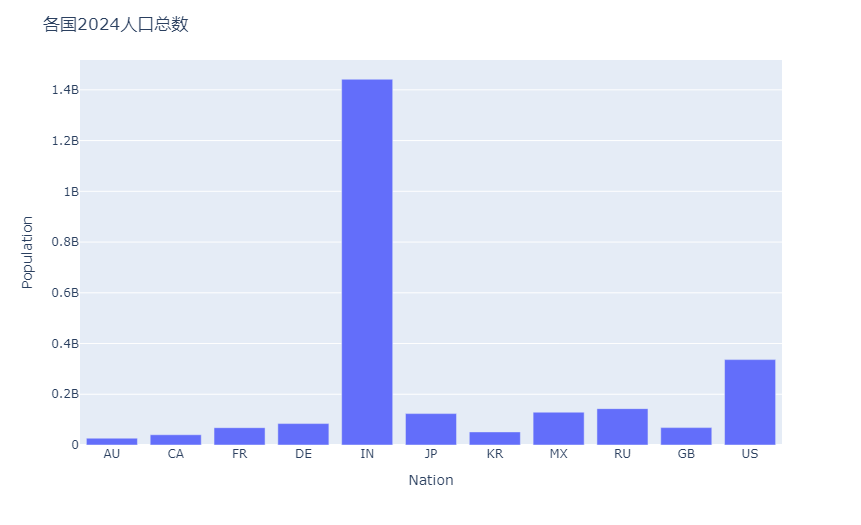 各国2024人口总数
Population
1.4B
1.2B
1B
0.8B
0.6B
0.4B
0.2B
0
AU CA FR DE IN JP KR MX RU GB US
Nation